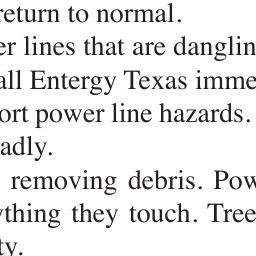 return to normal.
er lines that are danglin
all Entergy Texas imme
ort power line hazards.
adly.
removing debris. Pow
ything they touch. Tree
ty.